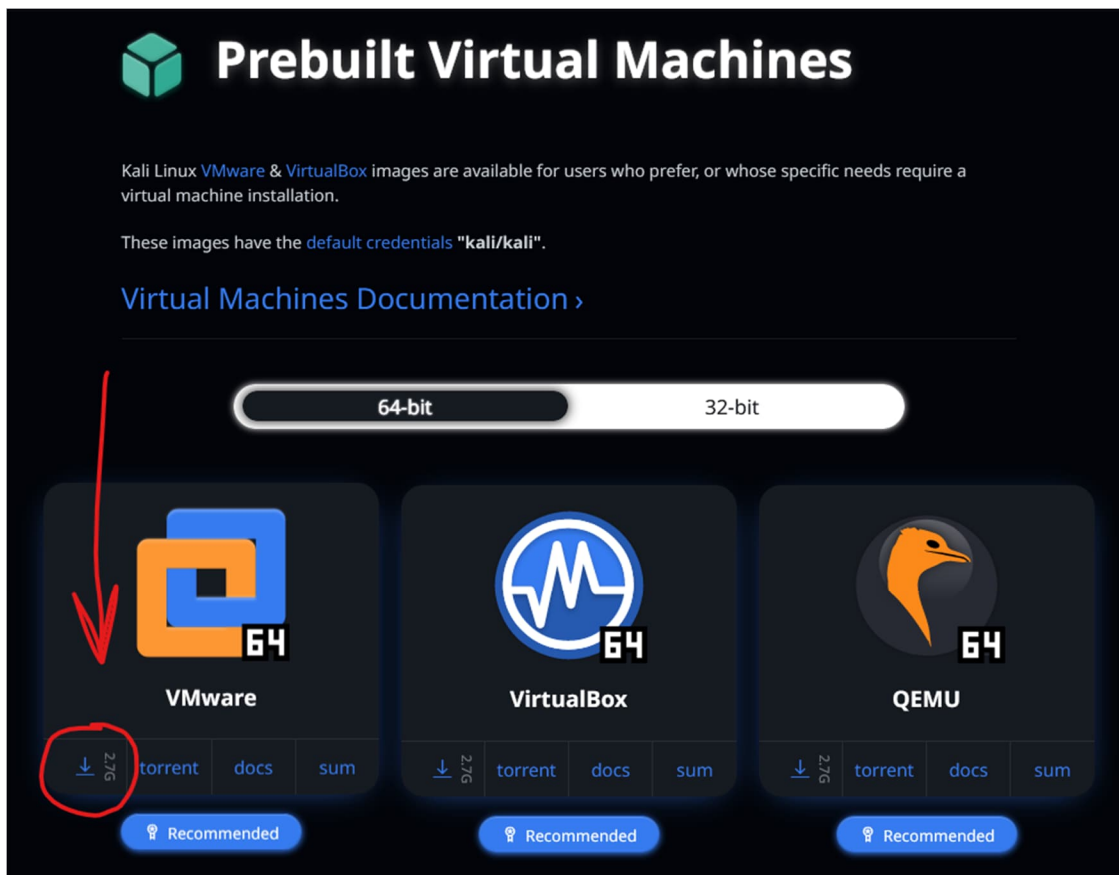 Prebuilt Virtual Machines
Kali Linux VMware & VirtualBox images are available for users who prefer, or whose specific needs require a
virtual machine installation.
These images have the default credentials "kali/kali".
Virtual Machines Documentation ›
64-bit 32-bit
64 64 64
VMware VirtualBox QEMU
2.7G torrent docs sum 2.7G torrent docs sum 2.7G torrent docs sum
Recommended Recommended Recommended